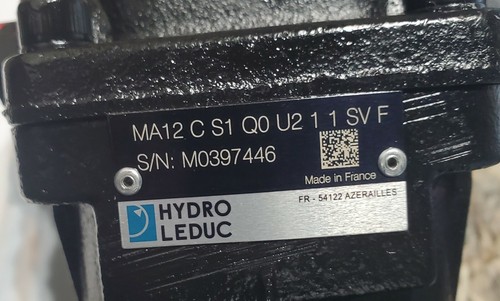 MA12 C S1 Q0 U2 1 1 SV F
S/N: M0397446
Made in France
FR - 54122 AZERAILLES
HYDRO
LEDUC